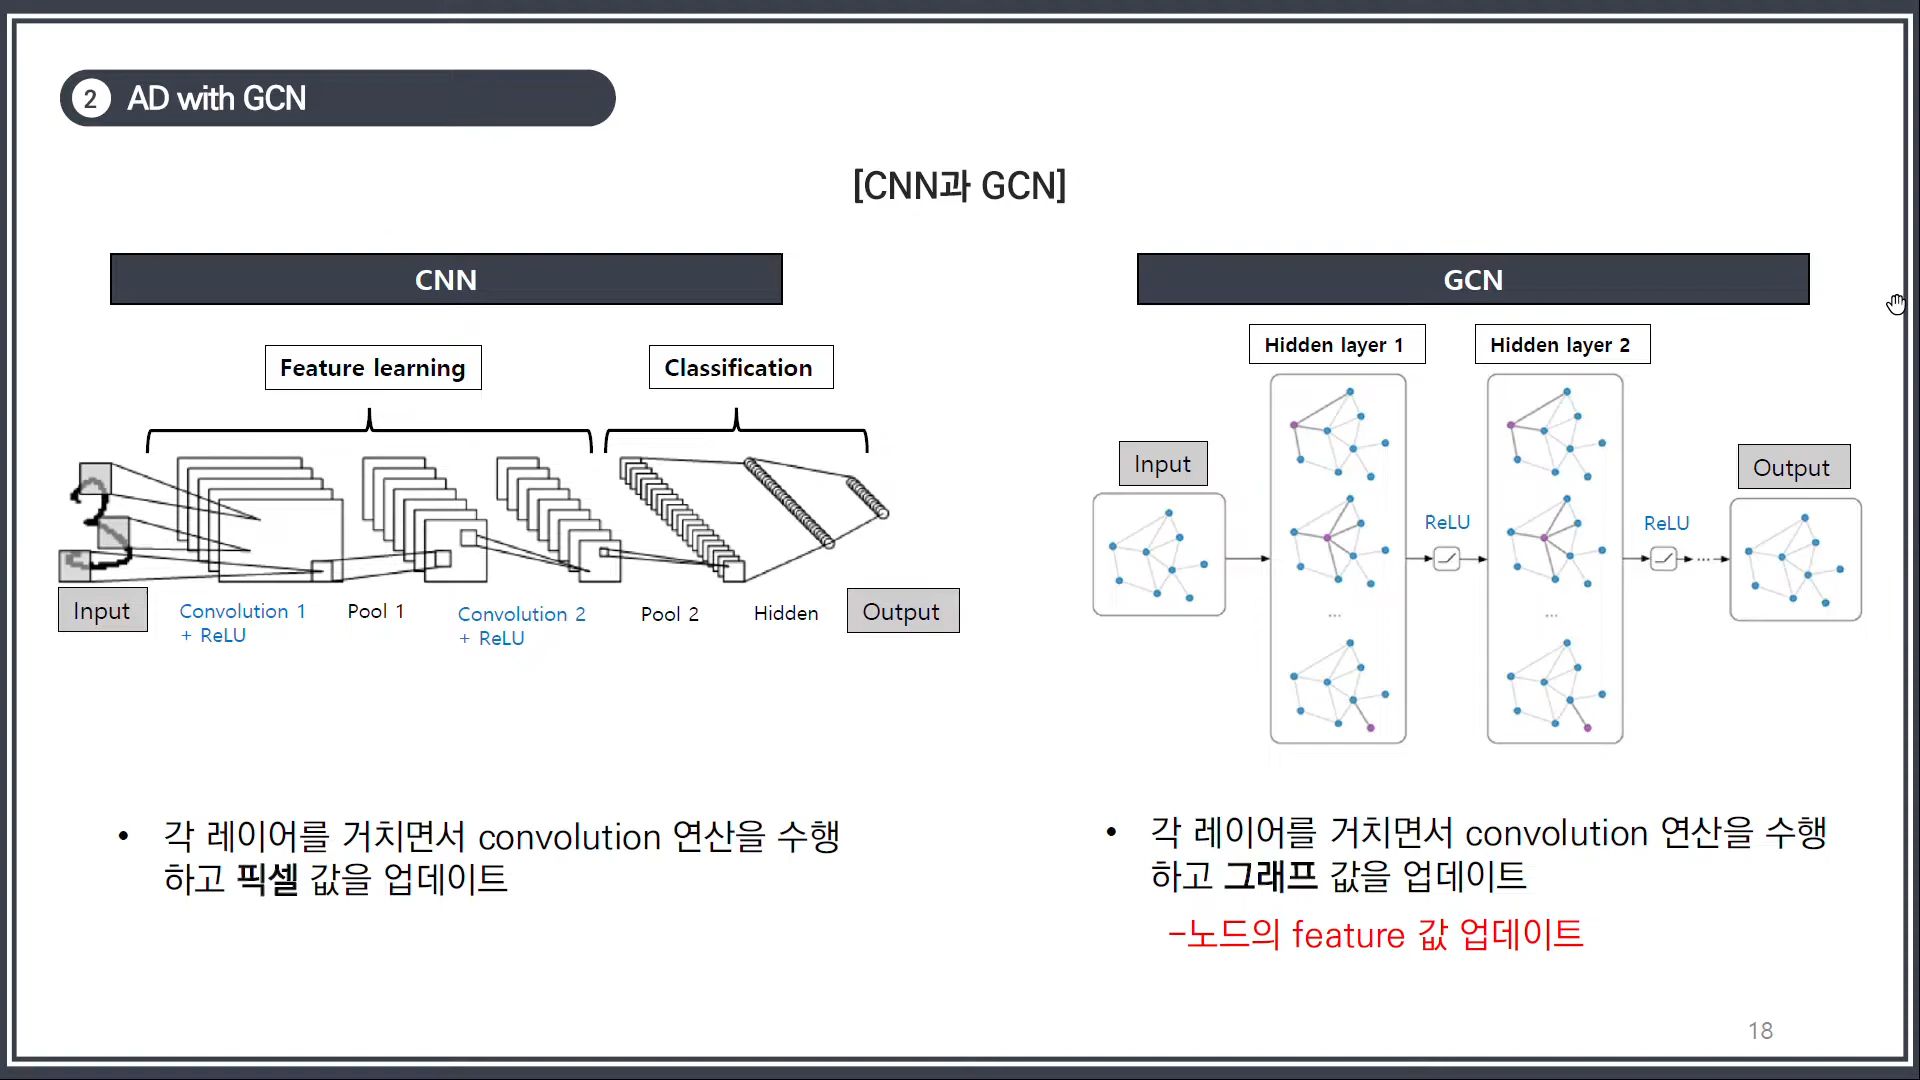 2 AD with GCN
[CNN과 GCN]
CNN
Feature learning
Classification
Input
Convolution 1
+ ReLU
Pool 1
Convolution 2
+ ReLU
Pool 2
Hidden
Output
각 레이어를 거치면서 convolution 연산을 수행
하고 픽셀 값을 업데이트
GCN
Hidden layer 1
Hidden layer 2
Input
ReLU
ReLU
Output
...
...
...
각 레이어를 거치면서 convolution 연산을 수행
하고 그래프 값을 업데이트
-노드의 feature 값 업데이트
18